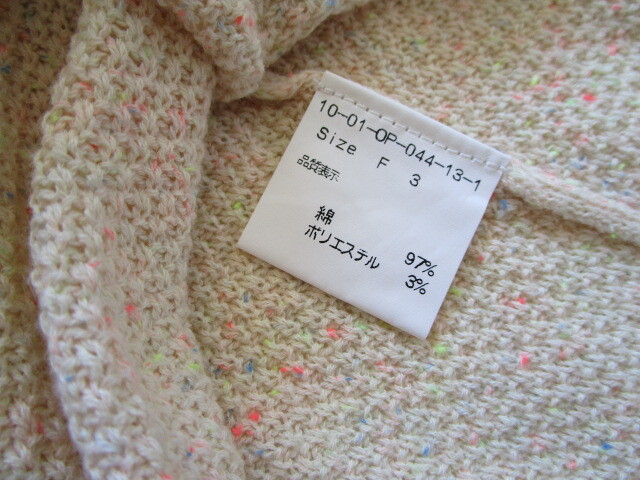 10-01-OP-044-13-1
Size F 3
品質表示
綿 97%
ポリエステル 3%